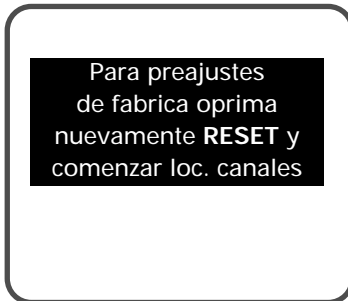 Para preajustes
de fabrica oprima
nuevamente RESET y
comenzar loc. canales